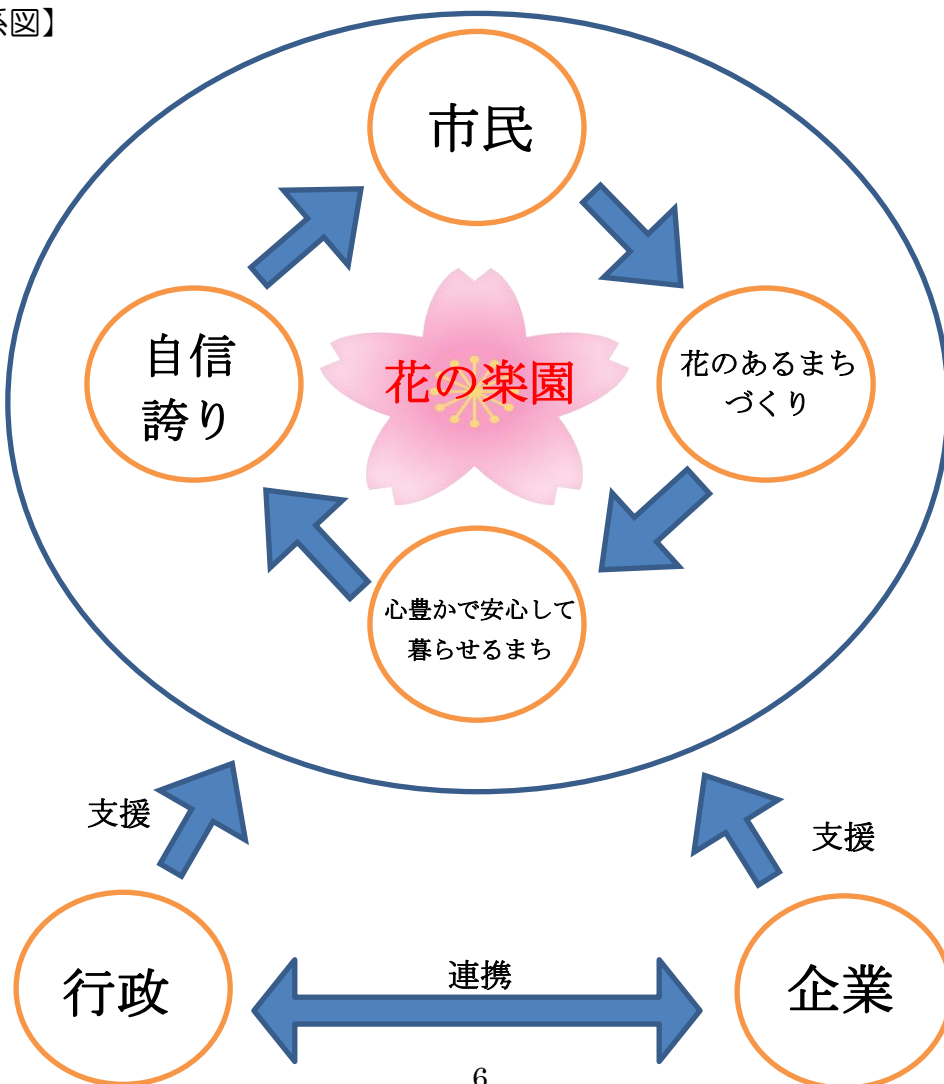 系図】
市民
自信
誇り
花の楽園
花のあるまち
づくり
心豊かで安心して
暮らせるまち
支援
支援
行政
連携
企業
6